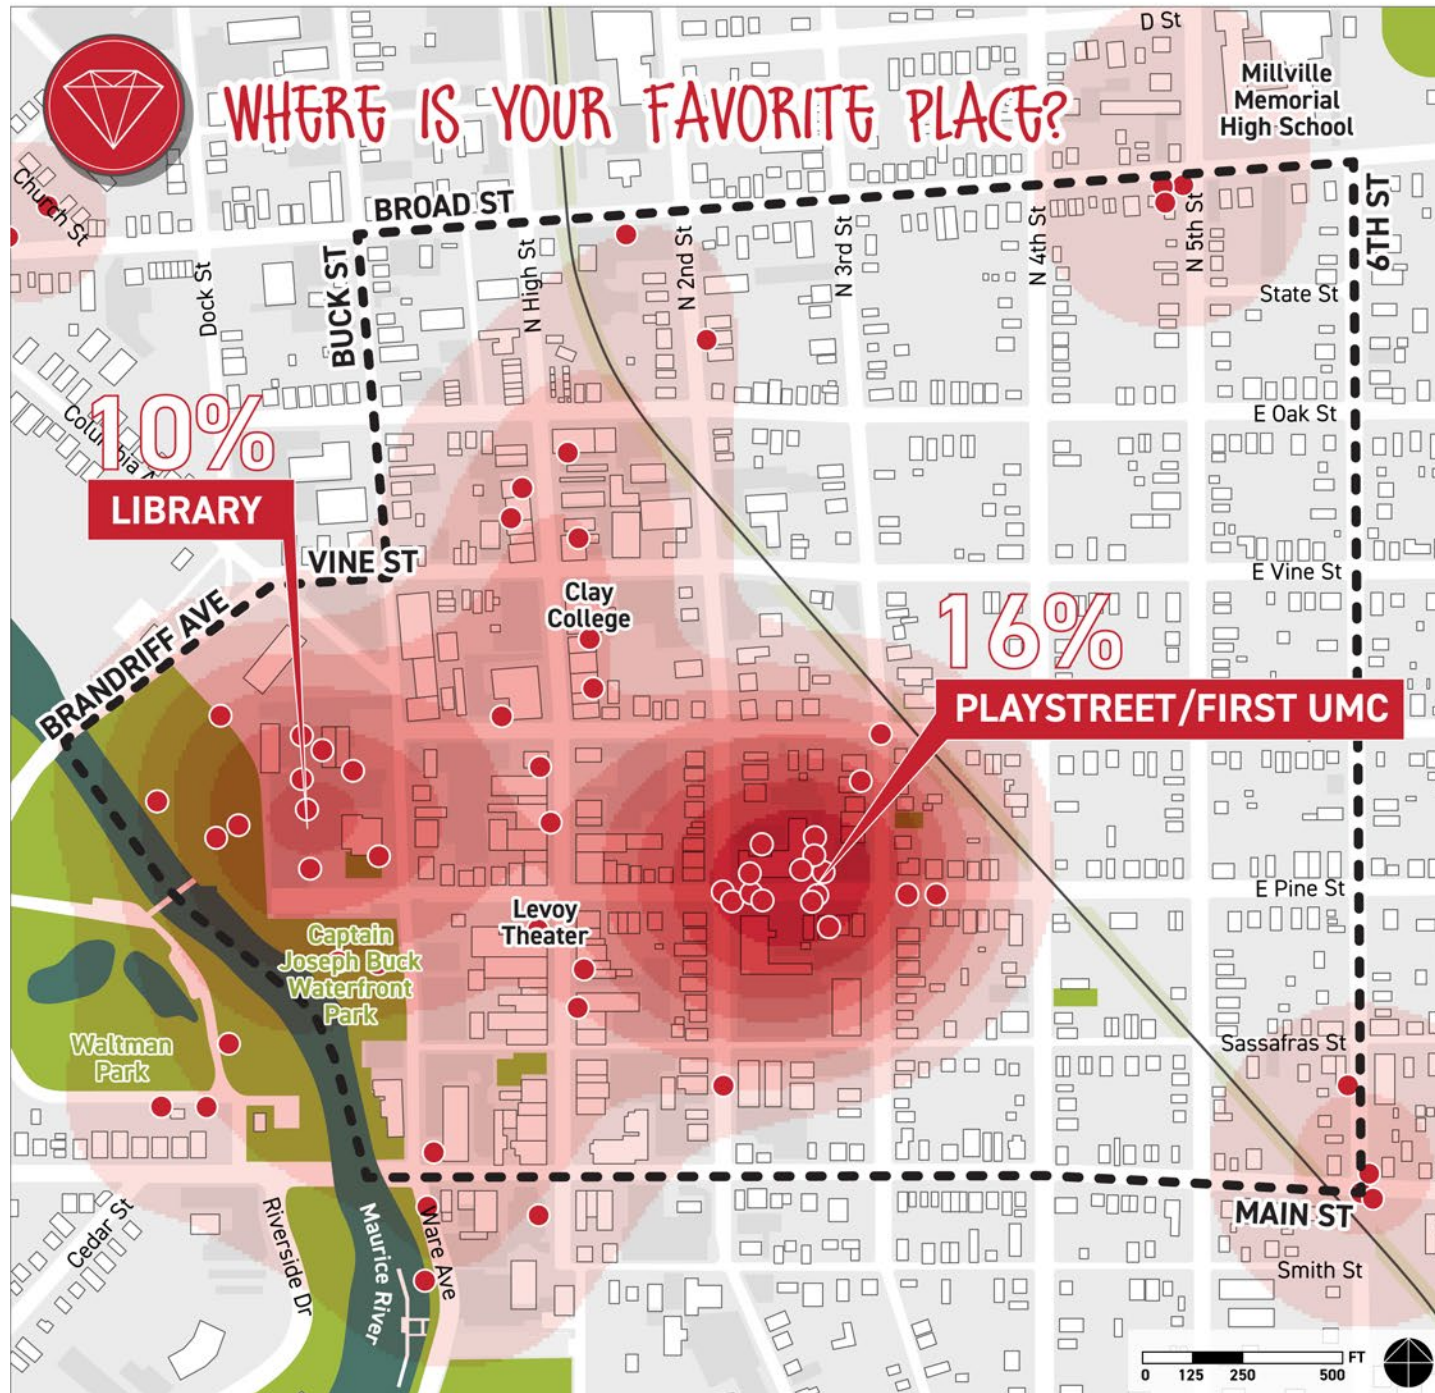 D St
Millville
Memorial
High School
WHERE IS YOUR FAVORITE PLACE?
Church St
BROAD ST
6TH ST
BUCK ST
N High St
N 2nd St
N 3rd St
N 4th St
N 5th St
Dock St
State St
10%
Columbia
E Oak St
LIBRARY
VINE ST
E Vine St
Clay
College
16%
BRANDRIFF AVE
PLAYSTREET/FIRST UMC
E Pine St
Levoy
Theater
Captain
Joseph Buck
Waterfront
Park
Waltman
Park
Sassafras St
Cedar St
Riverside Dr
Maurice River
Ware Ave
MAIN ST
Smith St
0 125 250 500 FT